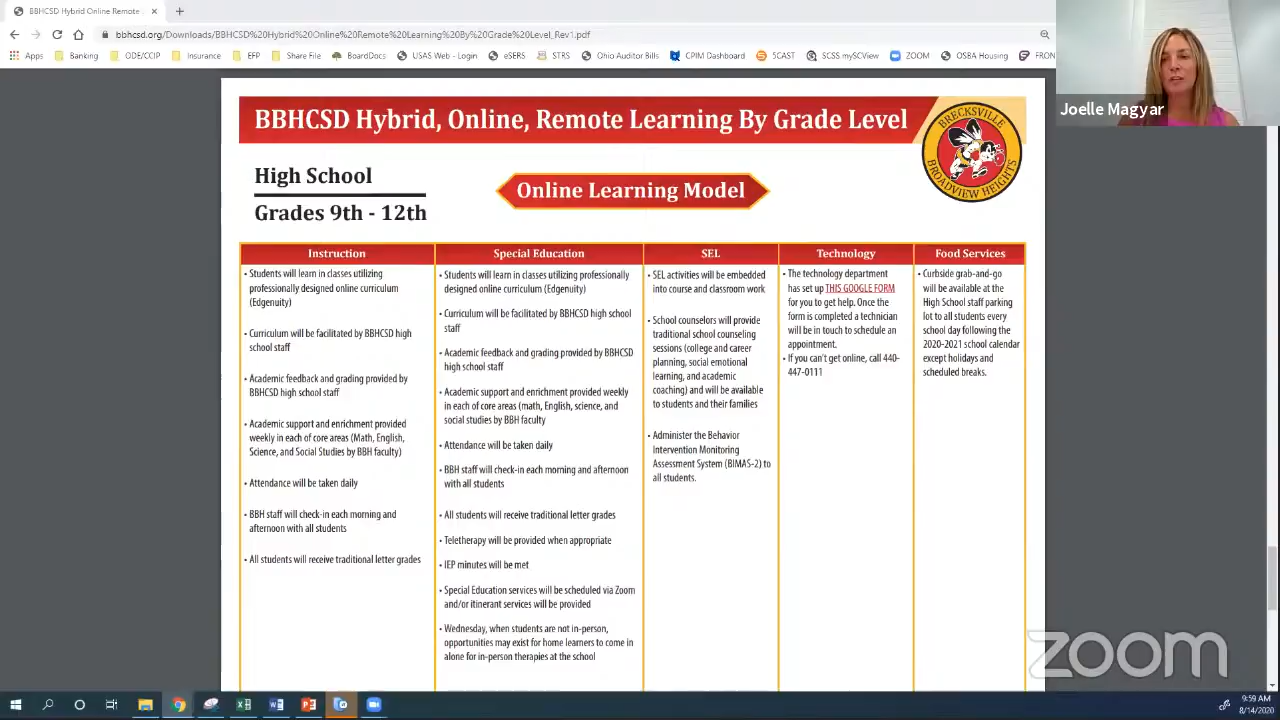 BBHCSD Hybrid Online Remote
bbhcsd.org/Downloads/BBHCSD%20Hybrid%20Online%20Remote%20Learning%20By%20Grade%20Level_Rev1.pdf
Apps
Banking
ODE/CCIP
Insurance
EFP
Share File
BoardDocs
USAS Web - Login
eSERS
STRS
Ohio Auditor Bills
CPIM Dashboard
5CAST
SCSS mySCView
ZOOM
OSBA Housing
FRON
Joelle Magyar
BBHCSD Hybrid, Online, Remote Learning By Grade Level
BRECKSVILLE
BROADVIEW HEIGHTS
High School
Grades 9th - 12th
Online Learning Model
Instruction
• Students will learn in classes utilizing
professionally designed online curriculum
(Edgenuity)
• Curriculum will be facilitated by BBHCSD high
school staff
• Academic feedback and grading provided by
BBHCSD high school staff
• Academic support and enrichment provided
weekly in each of core areas (Math, English,
Science, and Social Studies by BBH faculty)
• Attendance will be taken daily
• BBH staff will check-in each morning and
afternoon with all students
• All students will receive traditional letter grades
Special Education
• Students will learn in classes utilizing professionally
designed online curriculum (Edgenuity)
• Curriculum will be facilitated by BBHCSD high school
staff
• Academic feedback and grading provided by BBHCSD
high school staff
• Academic support and enrichment provided weekly
in each of core areas (math, English, science, and
social studies by BBH faculty
• Attendance will be taken daily
• BBH staff will check-in each morning and afternoon
with all students
• All students will receive traditional letter grades
• Teletherapy will be provided when appropriate
• IEP minutes will be met
• Special Education services will be scheduled via Zoom
and/or itinerant services will be provided
• Wednesday, when students are not in-person,
opportunities may exist for home learners to come in
alone for in-person therapies at the school
SEL
• SEL activities will be embedded
into course and classroom work
• School counselors will provide
traditional school counseling
sessions (college and career
planning, social emotional
learning, and academic
coaching) and will be available
to students and their families
• Administer the Behavior
Intervention Monitoring
Assessment System (BIMAS-2) to
all students.
Technology
• The technology department
has set up THIS GOOGLE FORM
for you to get help. Once the
form is completed a technician
will be in touch to schedule an
appointment.
• If you can't get online, call 440-
447-0111
Food Services
• Curbside grab-and-go
will be available at the
High School staff parking
lot to all students every
school day following the
2020-2021 school calendar
except holidays and
scheduled breaks.
zoom
9:59 AM
8/14/2020